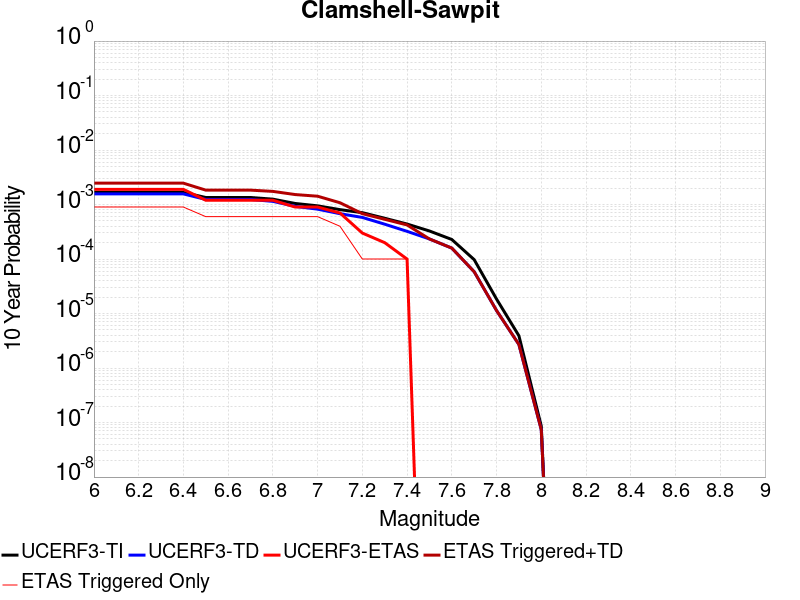 Clamshell-Sawpit
10 0
10 -1
10 -2
10 -3
10 -4
10 -5
10 -6
10 -7
10 -8
10 Year Probability
6 6.2 6.4 6.6 6.8 7 7.2 7.4 7.6 7.8 8 8.2 8.4 8.6 8.8 9
Magnitude
UCERF3-TI UCERF3-TD UCERF3-ETAS ETAS Triggered+TD
ETAS Triggered Only